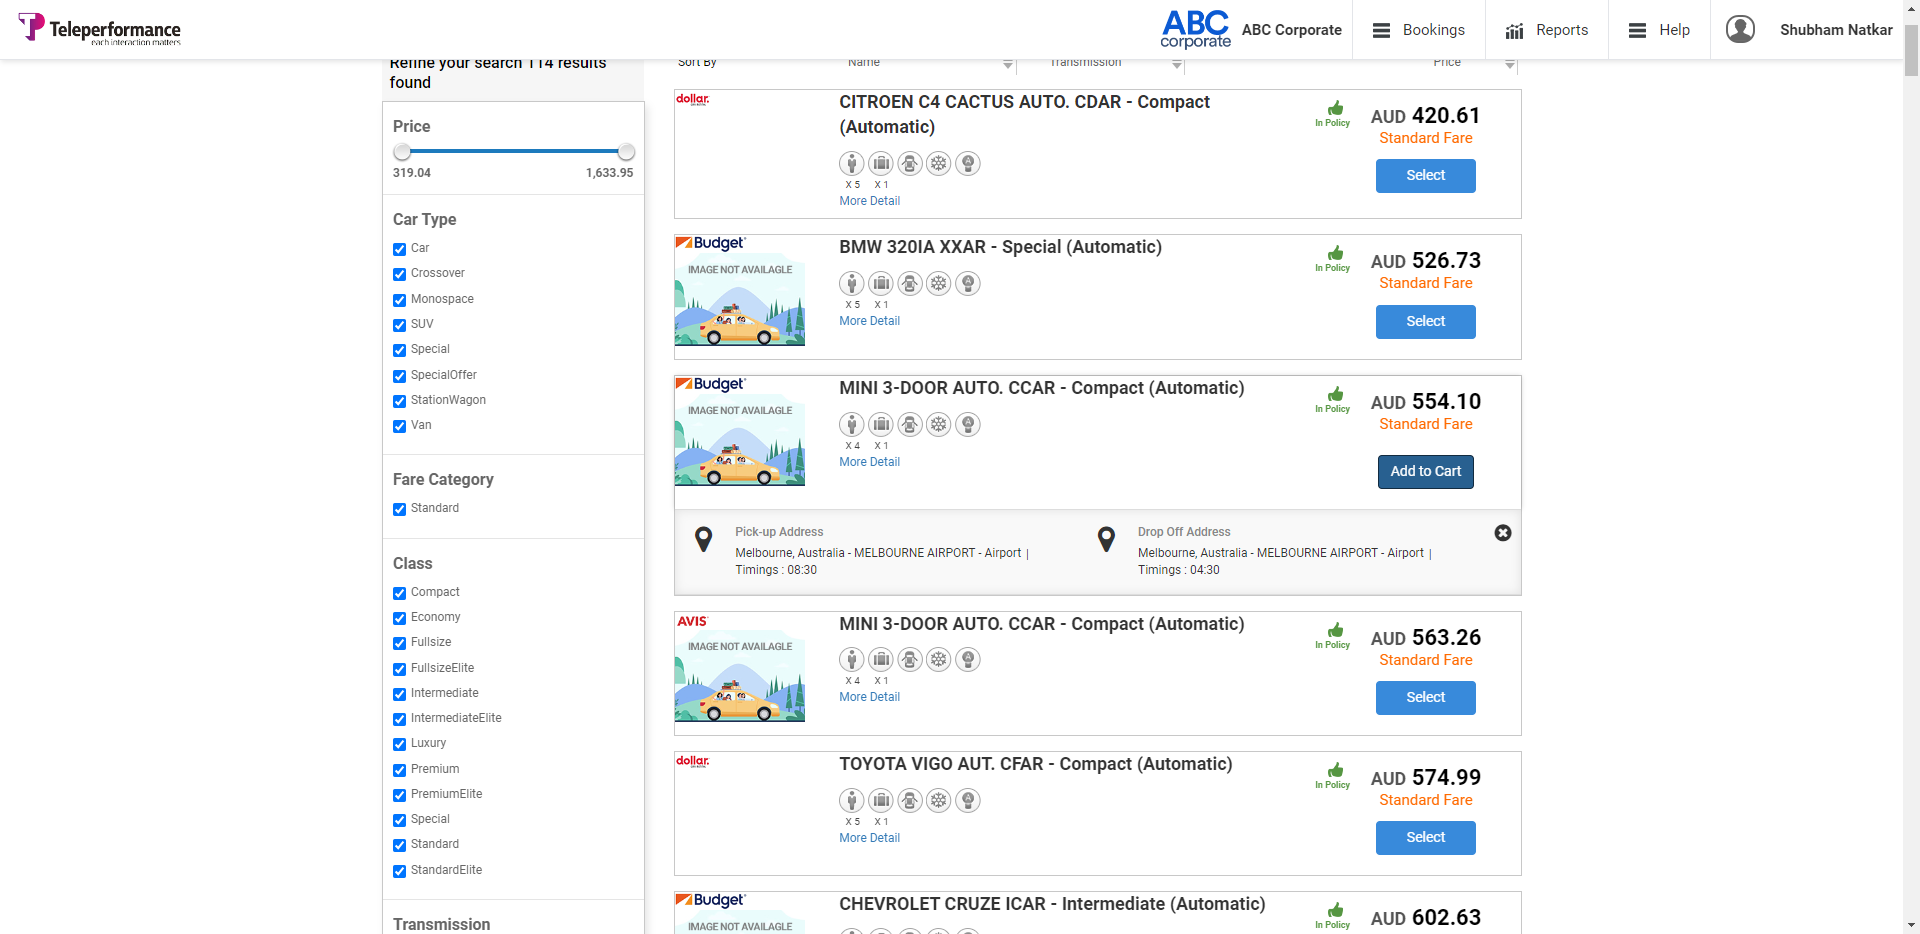 Teleperformance
each interaction matters
ABC
corporate
ABC Corporate
Bookings
Reports
Help
Shubham Natkar
Refine your search 114 results
found
Price
319.04 1,633.95
Car Type
Car
Crossover
Monospace
SUV
Special
SpecialOffer
StationWagon
Van
Fare Category
Standard
Class
Compact
Economy
Fullsize
FullsizeElite
Intermediate
IntermediateElite
Luxury
Premium
PremiumElite
Special
Standard
StandardElite
Transmission
Sort By Name Transmission Price
dollar.
CITROEN C4 CACTUS AUTO. CDAR - Compact
(Automatic)
X 5 X 1
More Detail
In Policy
AUD 420.61
Standard Fare
Select
Budget
IMAGE NOT AVAILAGLE
BMW 320IA XXAR - Special (Automatic)
X 5 X 1
More Detail
In Policy
AUD 526.73
Standard Fare
Select
Budget
IMAGE NOT AVAILAGLE
MINI 3-DOOR AUTO. CCAR - Compact (Automatic)
X 4 X 1
More Detail
In Policy
AUD 554.10
Standard Fare
Add to Cart
Pick-up Address
Melbourne, Australia - MELBOURNE AIRPORT - Airport |
Timings : 08:30
Drop Off Address
Melbourne, Australia - MELBOURNE AIRPORT - Airport |
Timings : 04:30
AVIS
IMAGE NOT AVAILAGLE
MINI 3-DOOR AUTO. CCAR - Compact (Automatic)
X 4 X 1
More Detail
In Policy
AUD 563.26
Standard Fare
Select
dollar.
TOYOTA VIGO AUT. CFAR - Compact (Automatic)
X 5 X 1
More Detail
In Policy
AUD 574.99
Standard Fare
Select
Budget
IMAGE NOT AVAILAGLE
CHEVROLET CRUZE ICAR - Intermediate (Automatic)
In Policy
AUD 602.63